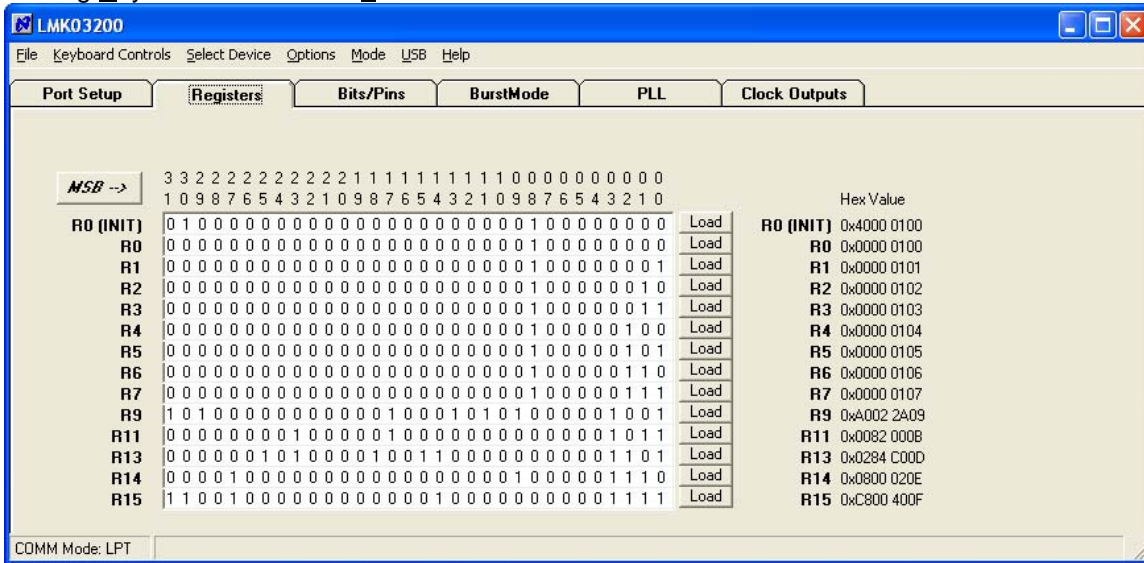 LMK03200
File Keyboard Controls Select Device Options Mode USB Help
Port Setup Registers Bits/Pins BurstMode PLL Clock Outputs
MSB --> 3 3 2 2 2 2 2 2 2 2 2 2 1 1 1 1 1 1 1 1 1 1 0 0 0 0 0 0 0 0 0 0
1 0 9 8 7 6 5 4 3 2 1 0 9 8 7 6 5 4 3 2 1 0 9 8 7 6 5 4 3 2 1 0 Hex Value
R0 (INIT) 0 1 0 0 0 0 0 0 0 0 0 0 0 0 0 0 0 0 0 0 0 0 0 1 0 0 0 0 0 0 0 0 Load R0 (INIT) 0x4000 0100
R0 0 0 0 0 0 0 0 0 0 0 0 0 0 0 0 0 0 0 0 0 0 0 0 1 0 0 0 0 0 0 0 0 Load R0 0x0000 0100
R1 0 0 0 0 0 0 0 0 0 0 0 0 0 0 0 0 0 0 0 0 0 0 0 1 0 0 0 0 0 0 0 1 Load R1 0x0000 0101
R2 0 0 0 0 0 0 0 0 0 0 0 0 0 0 0 0 0 0 0 0 0 0 0 1 0 0 0 0 0 0 1 0 Load R2 0x0000 0102
R3 0 0 0 0 0 0 0 0 0 0 0 0 0 0 0 0 0 0 0 0 0 0 0 1 0 0 0 0 0 0 1 1 Load R3 0x0000 0103
R4 0 0 0 0 0 0 0 0 0 0 0 0 0 0 0 0 0 0 0 0 0 0 0 1 0 0 0 0 0 1 0 0 Load R4 0x0000 0104
R5 0 0 0 0 0 0 0 0 0 0 0 0 0 0 0 0 0 0 0 0 0 0 0 1 0 0 0 0 0 1 0 1 Load R5 0x0000 0105
R6 0 0 0 0 0 0 0 0 0 0 0 0 0 0 0 0 0 0 0 0 0 0 0 1 0 0 0 0 0 1 1 0 Load R6 0x0000 0106
R7 0 0 0 0 0 0 0 0 0 0 0 0 0 0 0 0 0 0 0 0 0 0 0 1 0 0 0 0 0 1 1 1 Load R7 0x0000 0107
R9 1 0 1 0 0 0 0 0 0 0 0 0 0 0 1 0 0 0 1 0 1 0 1 0 0 0 0 0 1 0 0 1 Load R9 0xA002 2A09
R11 0 0 0 0 0 0 0 0 1 0 0 0 0 0 1 0 0 0 0 0 0 0 0 0 0 0 0 0 1 0 1 1 Load R11 0x0082 000B
R13 0 0 0 0 0 0 1 0 1 0 0 0 0 1 0 0 1 1 0 0 0 0 0 0 0 0 0 0 1 1 0 1 Load R13 0x0284 C00D
R14 0 0 0 0 1 0 0 0 0 0 0 0 0 0 0 0 0 0 0 0 0 0 1 0 0 0 0 0 1 1 1 0 Load R14 0x0800 020E
R15 1 1 0 0 1 0 0 0 0 0 0 0 0 0 0 0 0 1 0 0 0 0 0 0 0 0 0 0 1 1 1 1 Load R15 0xC800 400F
COMM Mode: LPT